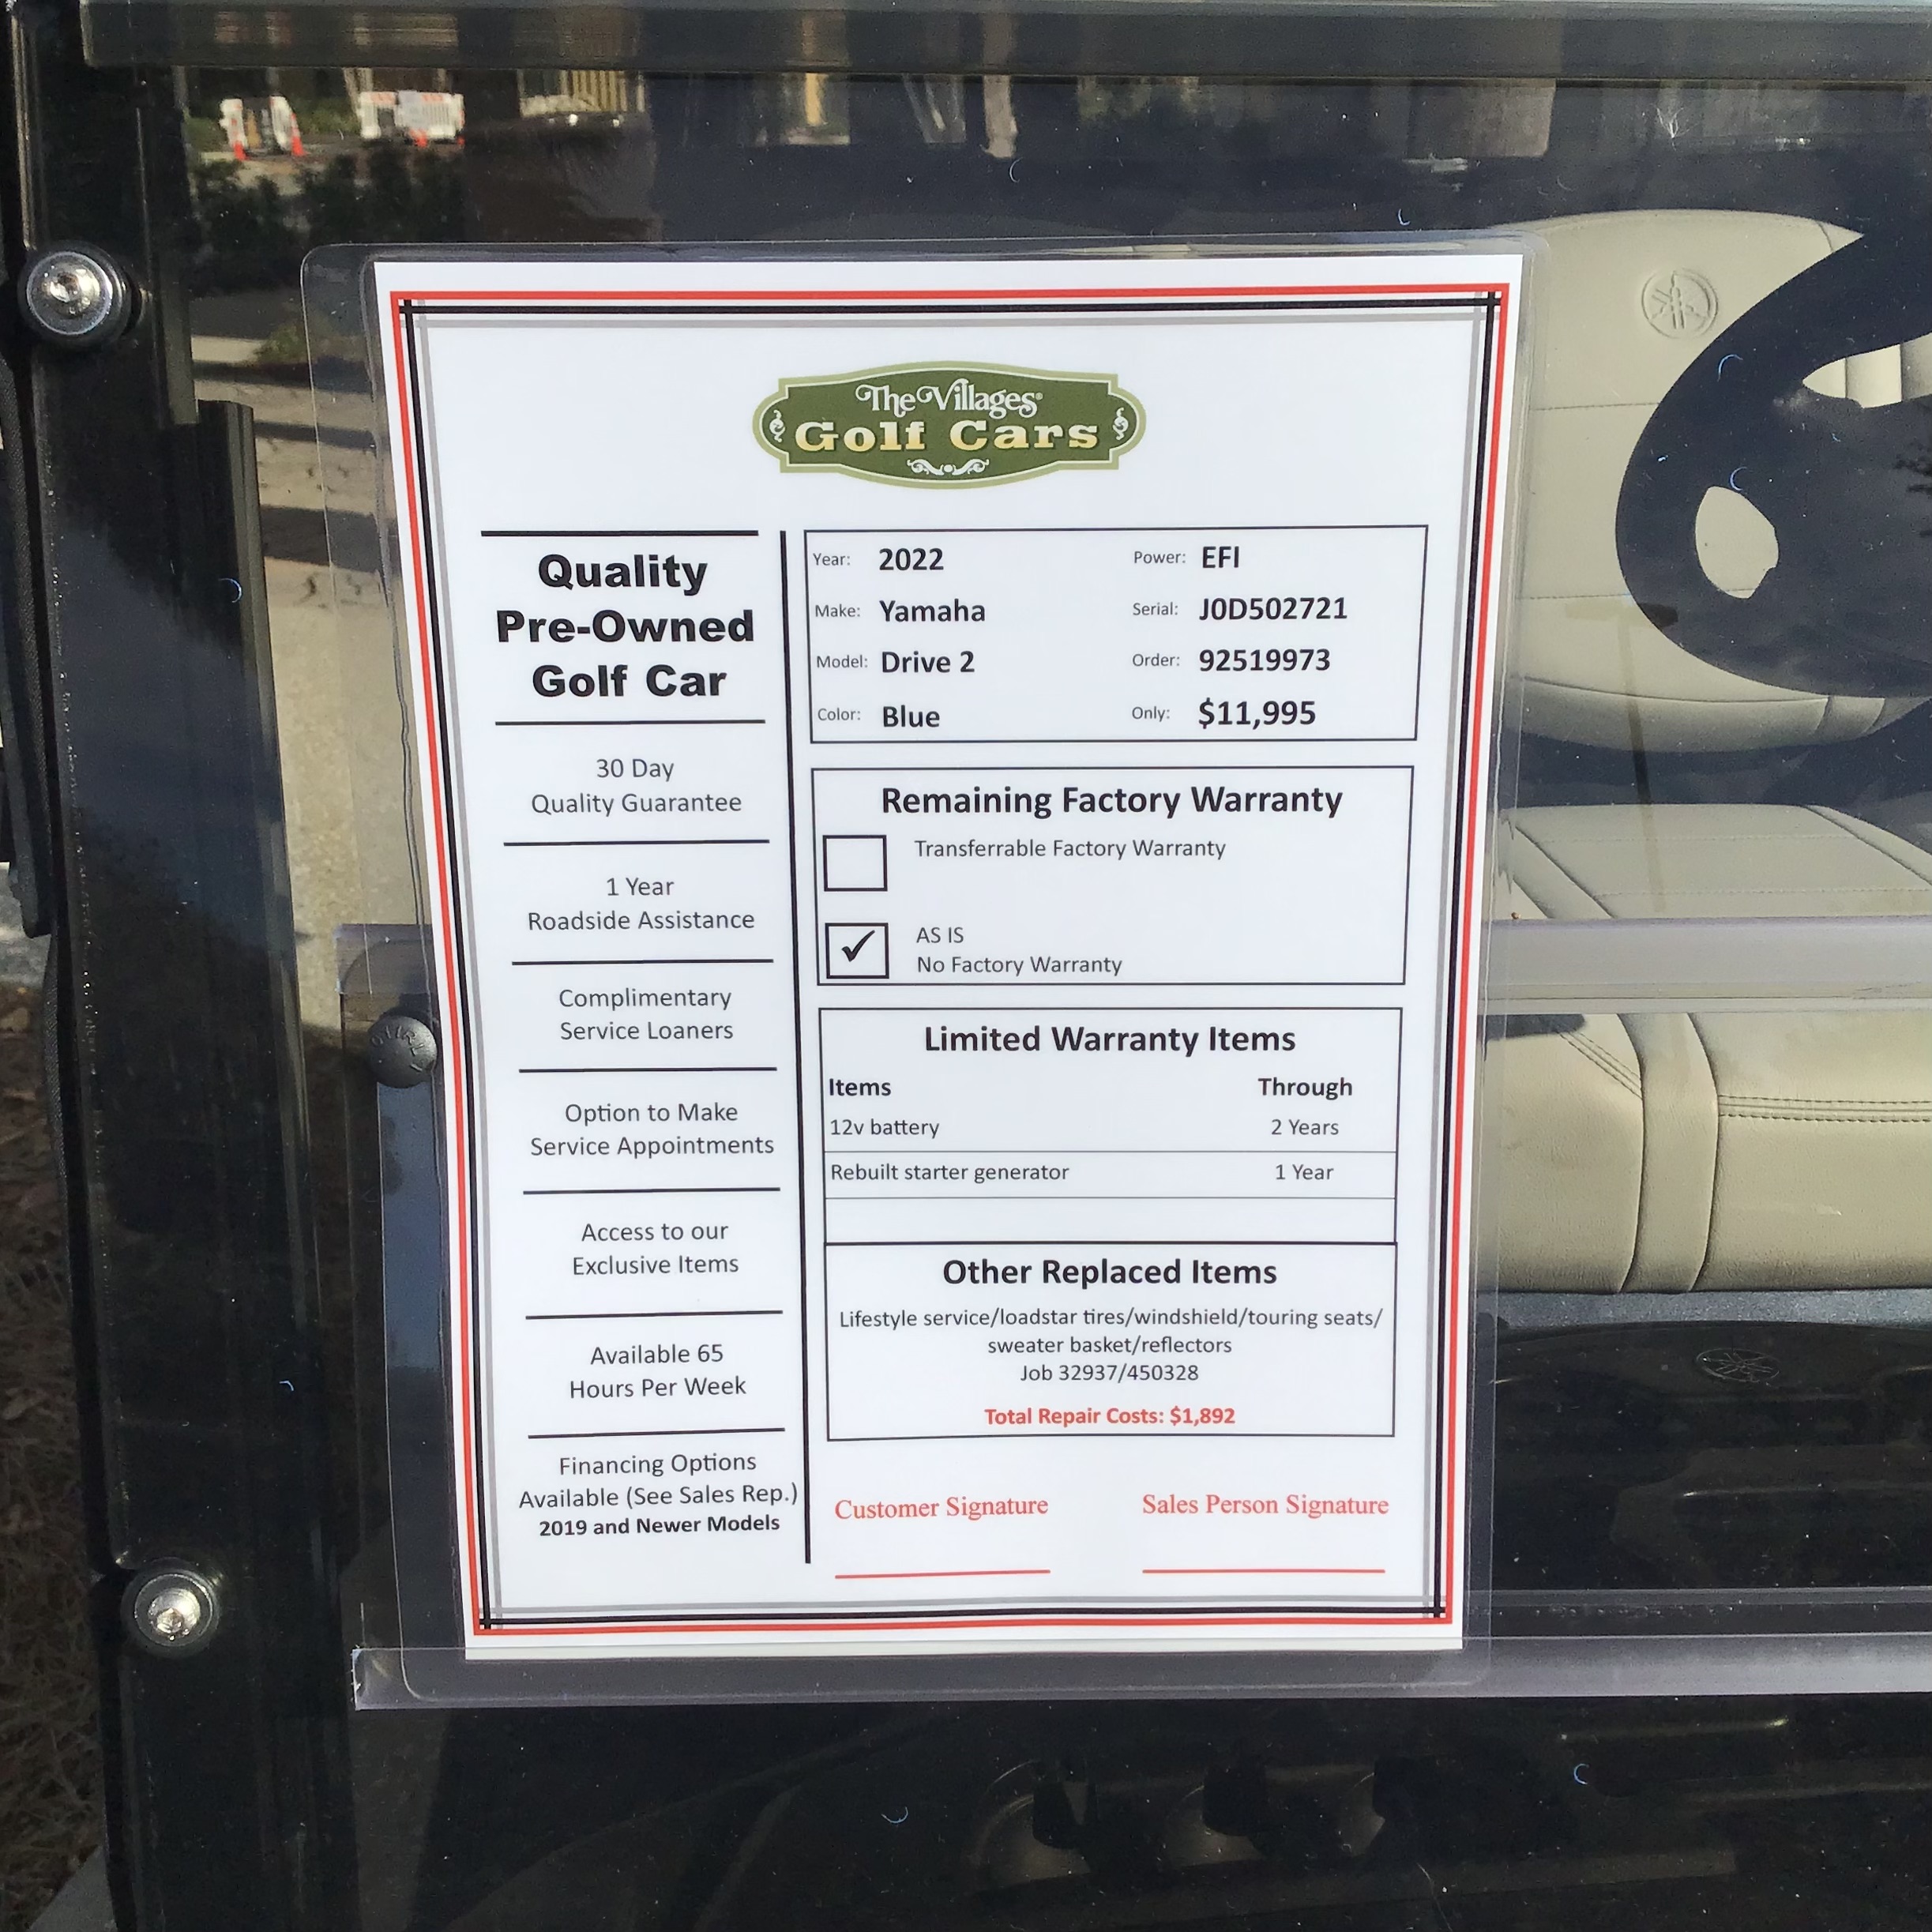 The Villages®
Golf Cars
Quality
Pre-Owned
Golf Car
30 Day
Quality Guarantee
1 Year
Roadside Assistance
Complimentary
Service Loaners
Option to Make
Service Appointments
Access to our
Exclusive Items
Available 65
Hours Per Week
Financing Options
Available (See Sales Rep.)
2019 and Newer Models
Year: 2022 Power: EFI
Make: Yamaha Serial: J0D502721
Model: Drive 2 Order: 92519973
Color: Blue Only: $11,995
Remaining Factory Warranty
Transferrable Factory Warranty
✓ AS IS
No Factory Warranty
Limited Warranty Items
Items Through
12v battery 2 Years
Rebuilt starter generator 1 Year
Other Replaced Items
Lifestyle service/loadstar tires/windshield/touring seats/
sweater basket/reflectors
Job 32937/450328
Total Repair Costs: $1,892
Customer Signature Sales Person Signature